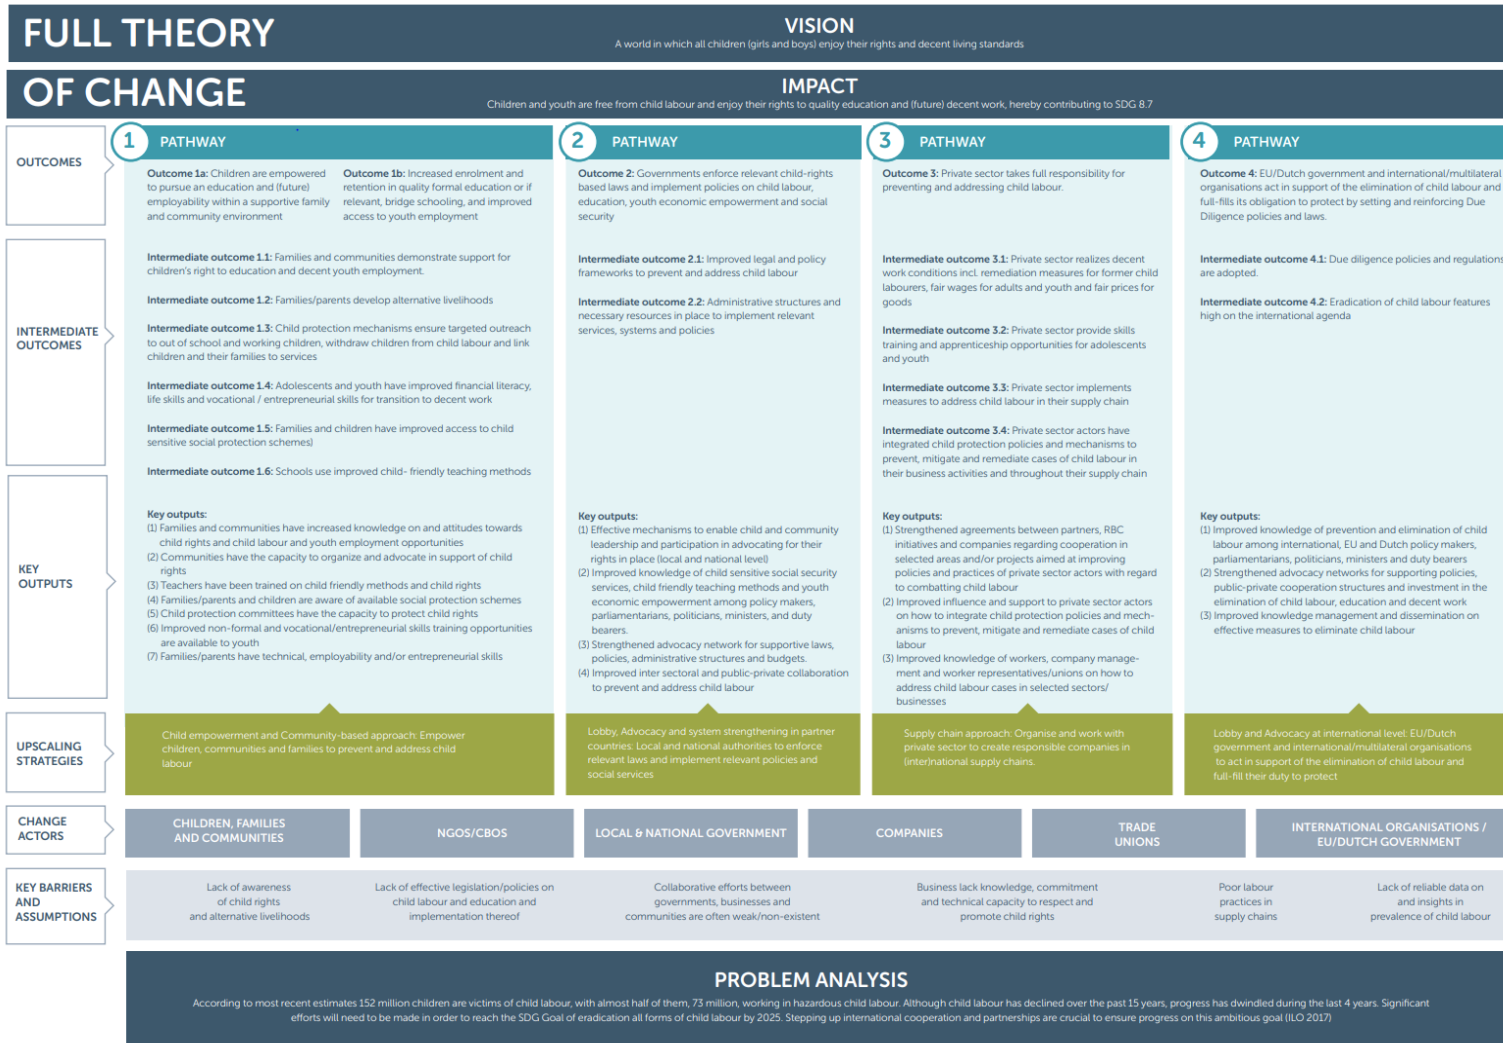 FULL THEORY
OF CHANGE
VISION
A world in which all children (girls and boys) enjoy their rights and decent living standards
IMPACT
Children and youth are free from child labour and enjoy their rights to quality education and (future) decent work, hereby contributing to SDG 8.7
OUTCOMES
1 PATHWAY
Outcome 1a: Children are empowered
to pursue an education and (future)
employability within a supportive family
and community environment
Outcome 1b: Increased enrolment and
retention in quality formal education or if
relevant, bridge schooling, and improved
access to youth employment
2 PATHWAY
Outcome 2: Governments enforce relevant child-rights
based laws and implement policies on child labour,
education, youth economic empowerment and social
security
3 PATHWAY
Outcome 3: Private sector takes full responsibility for
preventing and addressing child labour.
4 PATHWAY
Outcome 4: EU/Dutch government and international/multilateral
organisations act in support of the elimination of child labour and
full-fills its obligation to protect by setting and reinforcing Due
Diligence policies and laws.
INTERMEDIATE
OUTCOMES
Intermediate outcome 1.1: Families and communities demonstrate support for
children's right to education and decent youth employment.
Intermediate outcome 1.2: Families/parents develop alternative livelihoods
Intermediate outcome 1.3: Child protection mechanisms ensure targeted outreach
to out of school and working children, withdraw children from child labour and link
children and their families to services
Intermediate outcome 1.4: Adolescents and youth have improved financial literacy,
life skills and vocational / entrepreneurial skills for transition to decent work
Intermediate outcome 1.5: Families and children have improved access to child
sensitive social protection schemes)
Intermediate outcome 1.6: Schools use improved child- friendly teaching methods
Intermediate outcome 2.1: Improved legal and policy
frameworks to prevent and address child labour
Intermediate outcome 2.2: Administrative structures and
necessary resources in place to implement relevant
services, systems and policies
Intermediate outcome 3.1: Private sector realizes decent
work conditions incl. remediation measures for former child
labourers, fair wages for adults and youth and fair prices for
goods
Intermediate outcome 3.2: Private sector provide skills
training and apprenticeship opportunities for adolescents
and youth
Intermediate outcome 3.3: Private sector implements
measures to address child labour in their supply chain
Intermediate outcome 3.4: Private sector actors have
integrated child protection policies and mechanisms to
prevent, mitigate and remediate cases of child labour in
their business activities and throughout their supply chain
Intermediate outcome 4.1: Due diligence policies and regulations
are adopted.
Intermediate outcome 4.2: Eradication of child labour features
high on the international agenda
KEY
OUTPUTS
Key outputs:
(1) Families and communities have increased knowledge on and attitudes towards
child rights and child labour and youth employment opportunities
(2) Communities have the capacity to organize and advocate in support of child
rights
(3) Teachers have been trained on child friendly methods and child rights
(4) Families/parents and children are aware of available social protection schemes
(5) Child protection committees have the capacity to protect child rights
(6) Improved non-formal and vocational/entrepreneurial skills training opportunities
are available to youth
(7) Families/parents have technical, employability and/or entrepreneurial skills
Key outputs:
(1) Effective mechanisms to enable child and community
leadership and participation in advocating for their
rights in place (local and national level)
(2) Improved knowledge of child sensitive social security
services, child friendly teaching methods and youth
economic empowerment among policy makers,
parliamentarians, politicians, ministers, and duty
bearers.
(3) Strengthened advocacy network for supportive laws,
policies, administrative structures and budgets.
(4) Improved inter sectoral and public-private collaboration
to prevent and address child labour
Key outputs:
(1) Strengthened agreements between partners, RBC
initiatives and companies regarding cooperation in
selected areas and/or projects aimed at improving
policies and practices of private sector actors with regard
to combatting child labour
(2) Improved influence and support to private sector actors
on how to integrate child protection policies and mech-
anisms to prevent, mitigate and remediate cases of child
labour
(3) Improved knowledge of workers, company manage-
ment and worker representatives/unions on how to
address child labour cases in selected sectors/
businesses
Key outputs:
(1) Improved knowledge of prevention and elimination of child
labour among international, EU and Dutch policy makers,
parliamentarians, politicians, ministers and duty bearers
(2) Strengthened advocacy networks for supporting policies,
public-private cooperation structures and investment in the
elimination of child labour, education and decent work
(3) Improved knowledge management and dissemination on
effective measures to eliminate child labour
UPSCALING
STRATEGIES
Child empowerment and Community-based approach: Empower
children, communities and families to prevent and address child
labour
Lobby, Advocacy and system strengthening in partner
countries: Local and national authorities to enforce
relevant laws and implement relevant policies and
social services
Supply chain approach: Organise and work with
private sector to create responsible companies in
(inter)national supply chains.
Lobby and Advocacy at international level: EU/Dutch
government and international/multilateral organisations
to act in support of the elimination of child labour and
full-fill their duty to protect
CHANGE
ACTORS
CHILDREN, FAMILIES
AND COMMUNITIES
NGOS/CBOS
LOCAL & NATIONAL GOVERNMENT
COMPANIES
TRADE
UNIONS
INTERNATIONAL ORGANISATIONS /
EU/DUTCH GOVERNMENT
KEY BARRIERS
AND
ASSUMPTIONS
Lack of awareness
of child rights
and alternative livelihoods
Lack of effective legislation/policies on
child labour and education and
implementation thereof
Collaborative efforts between
governments, businesses and
communities are often weak/non-existent
Business lack knowledge, commitment
and technical capacity to respect and
promote child rights
Poor labour
practices in
supply chains
Lack of reliable data on
and insights in
prevalence of child labour
PROBLEM ANALYSIS
According to most recent estimates 152 million children are victims of child labour, with almost half of them, 73 million, working in hazardous child labour. Although child labour has declined over the past 15 years, progress has dwindled during the last 4 years. Significant
efforts will need to be made in order to reach the SDG Goal of eradication all forms of child labour by 2025. Stepping up international cooperation and partnerships are crucial to ensure progress on this ambitious goal (ILO 2017)